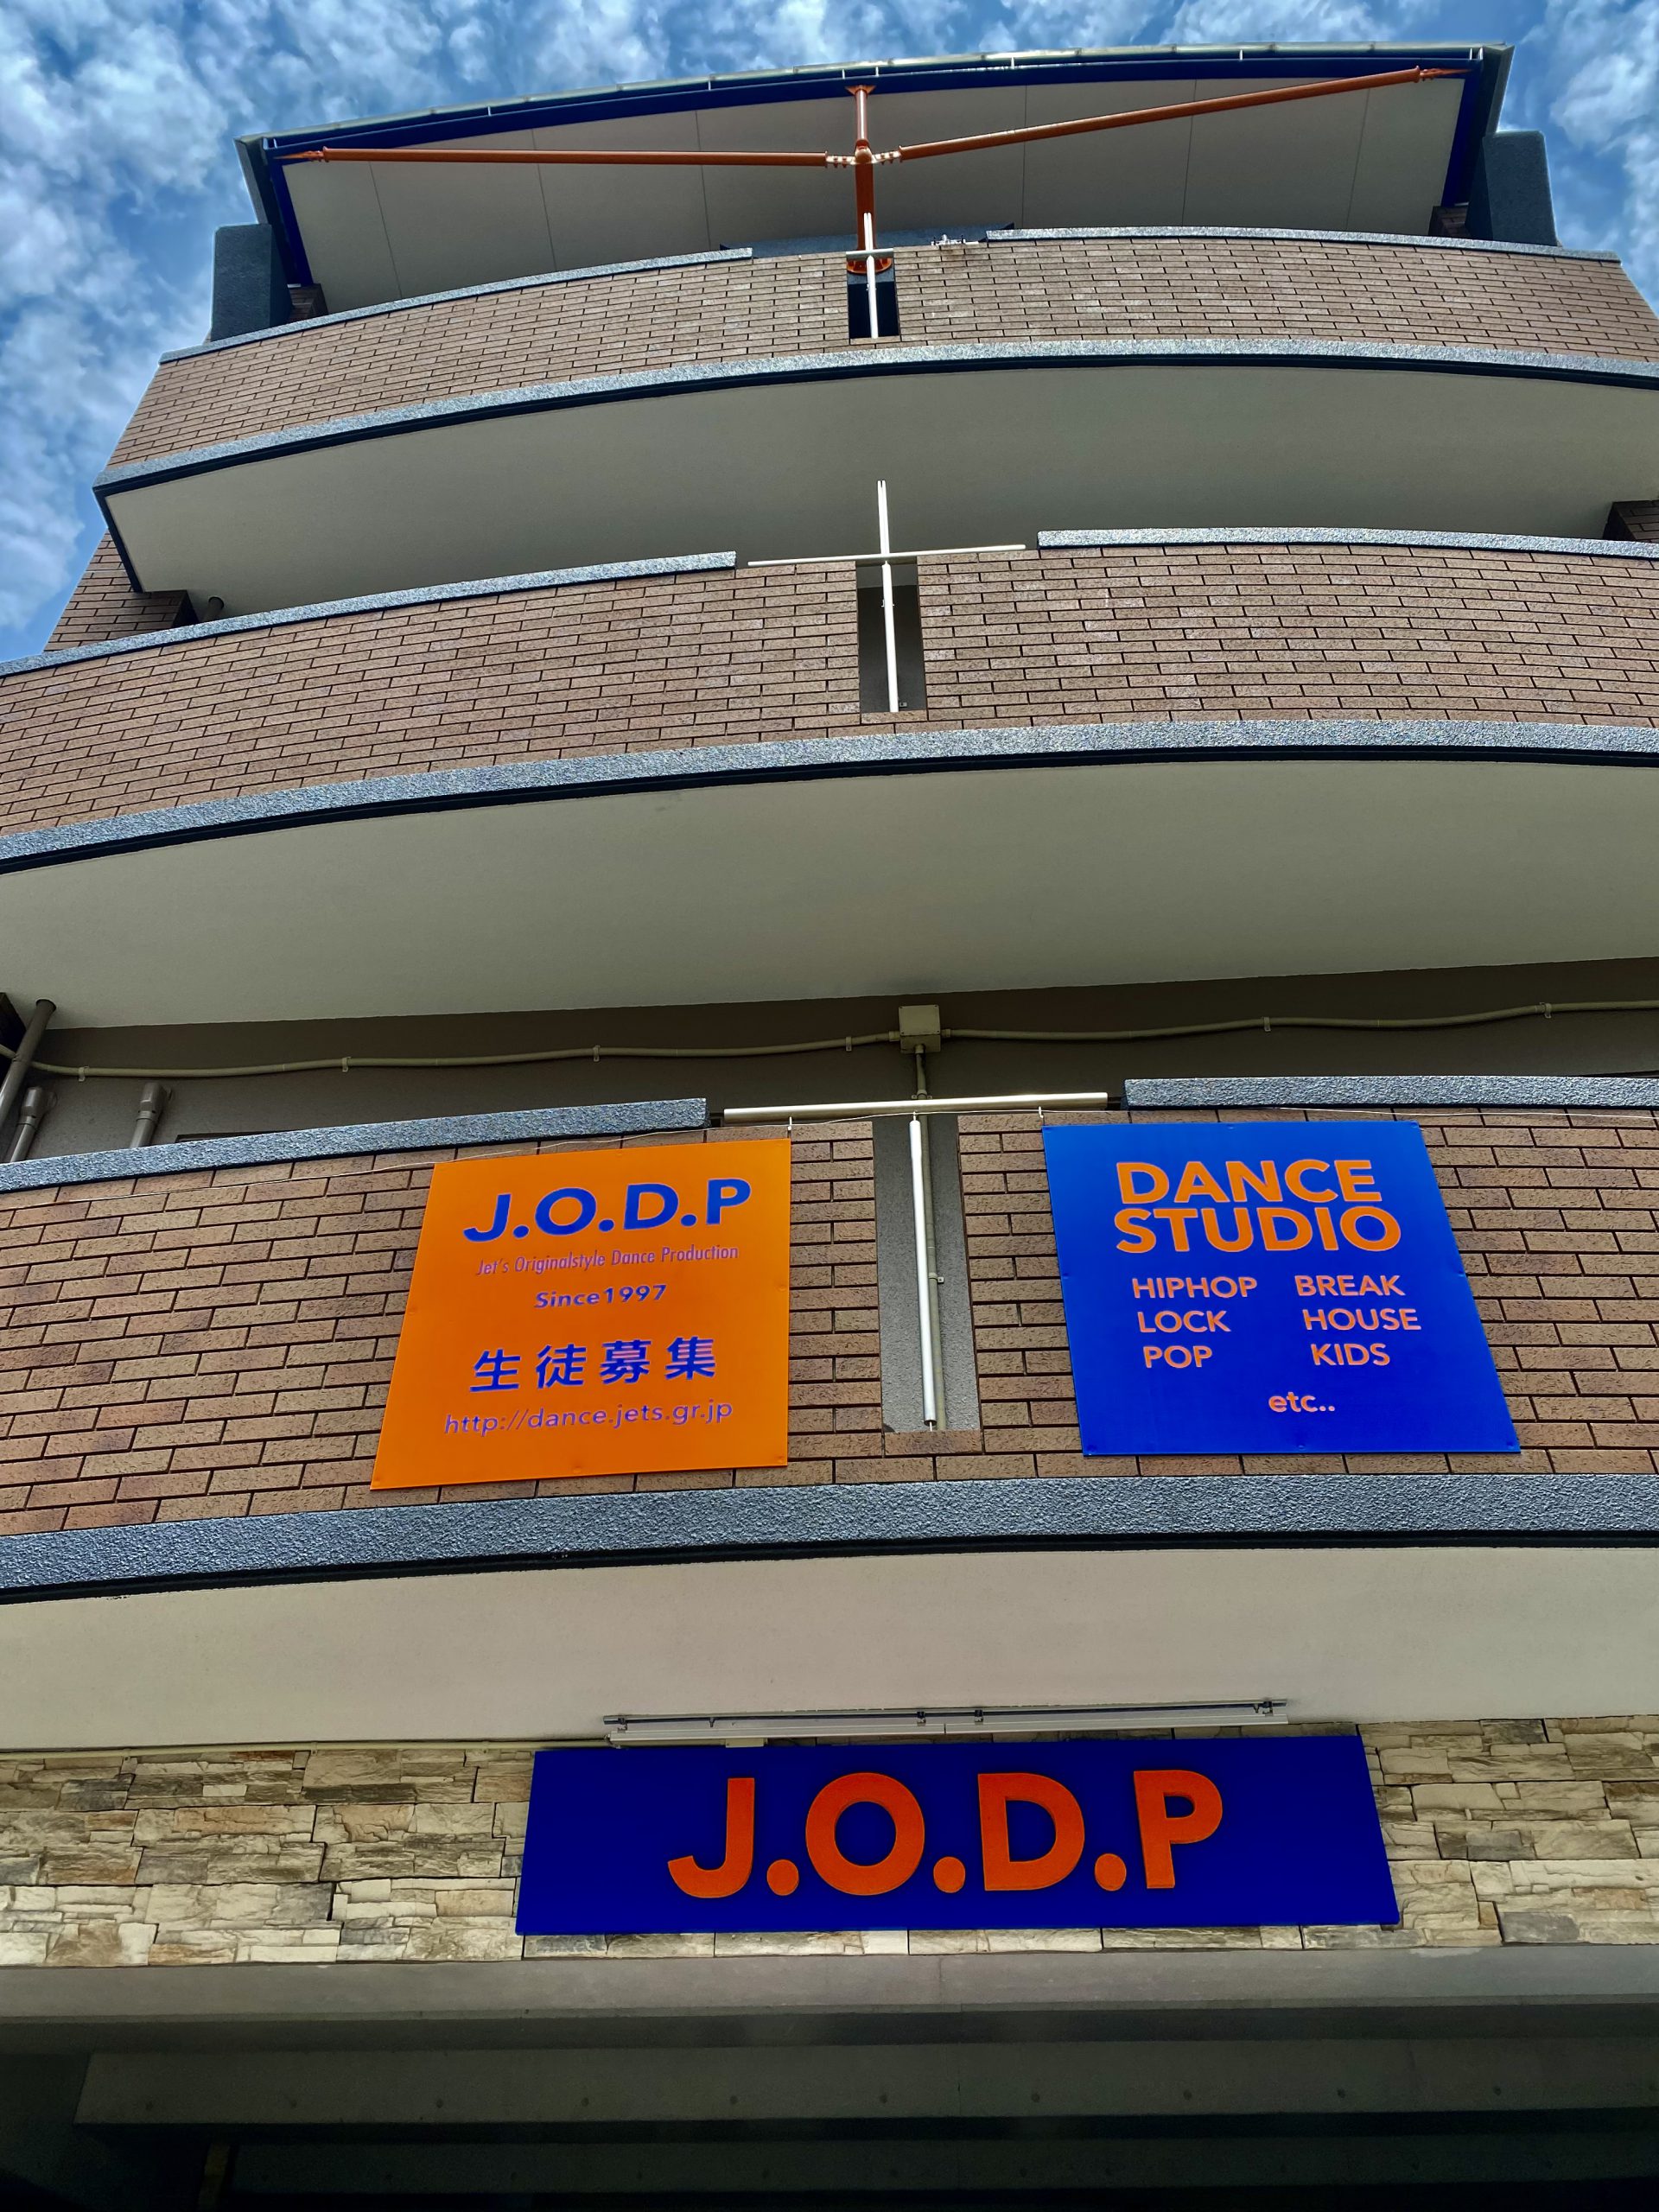 J.O.D.P
Jet's Originalstyle Dance Production
Since1997
生徒募集
http://dance.jets.gr.jp
DANCE
STUDIO
HIPHOP BREAK
LOCK HOUSE
POP KIDS
etc..
J.O.D.P